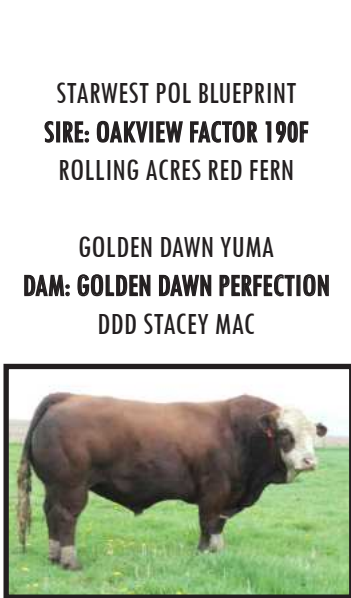 STARWEST POL BLUEPRINT
SIRE: OAKVIEW FACTOR 190F
ROLLING ACRES RED FERN
GOLDEN DAWN YUMA
DAM: GOLDEN DAWN PERFECTION
DDD STACEY MAC